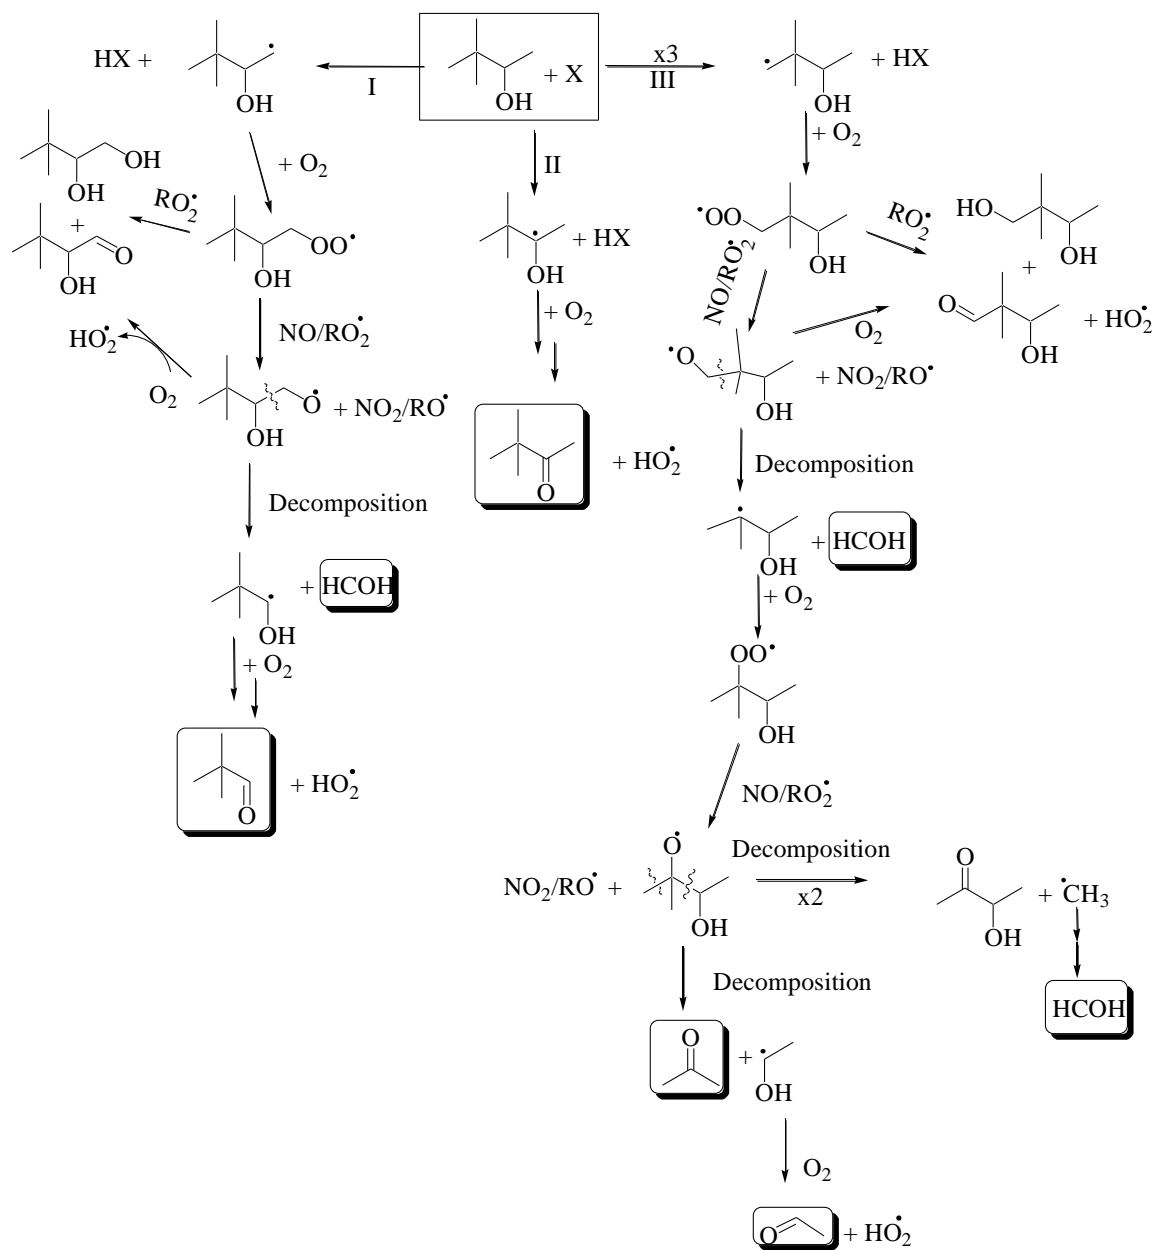 HX +
OH
I
OH
+ X
x3
III
OH
+ HX
OH
OH
+
O
OH
RO₂•
+ O₂
OO•
OH
II
OH
+ HX
+ O₂
+ O₂
•OO
OH
RO₂•
HO
OH
+
O
OH
+ HO₂•
NO/RO₂•
O₂
•O
OH
+ NO₂/RO•
HO₂•
O₂
NO/RO₂•
O•
OH
+ NO₂/RO•
O
+ HO₂•
Decomposition
Decomposition
OH
+ HCOH
+ O₂
OH
+ HCOH
+ O₂
OO•
OH
O
+ HO₂•
NO/RO₂•
NO₂/RO• +
O•
OH
Decomposition
x2
O
OH
+ •CH₃
HCOH
Decomposition
O
+
OH
O₂
O
+ HO₂•